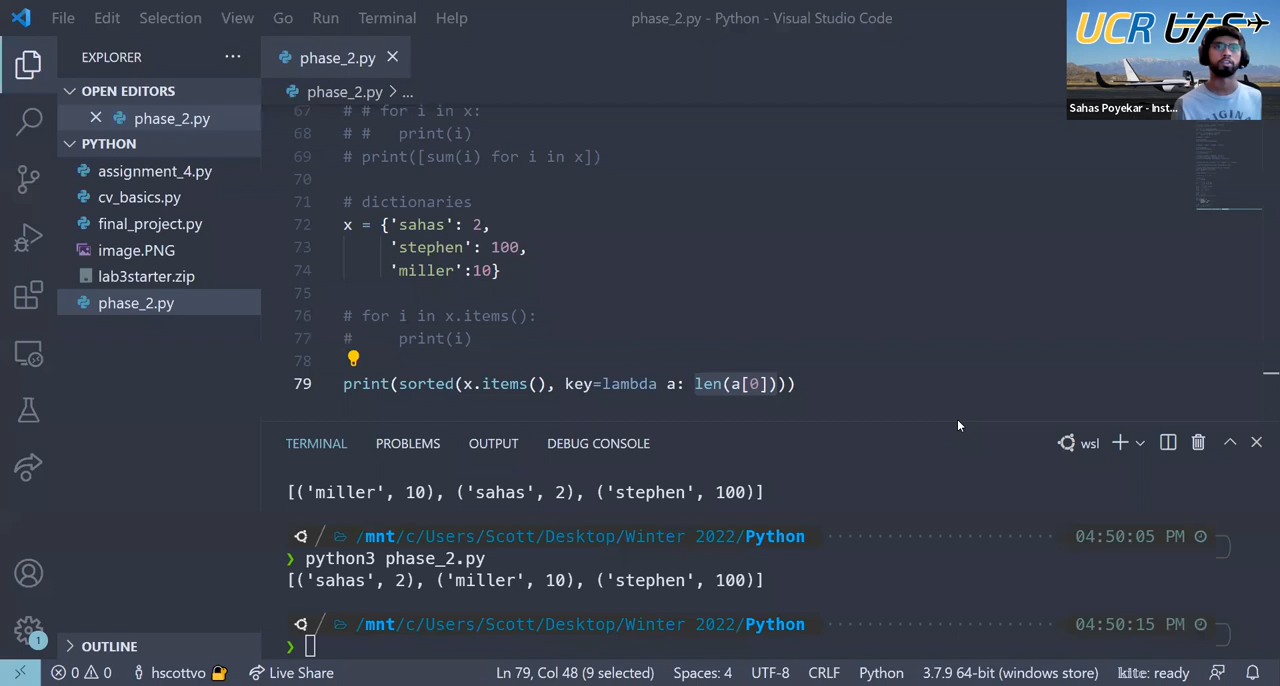 File Edit Selection View Go Run Terminal Help
phase_2.py - Python - Visual Studio Code
UCR UAS
Sahas Poyekar - Inst...
EXPLORER
OPEN EDITORS
phase_2.py
PYTHON
assignment_4.py
cv_basics.py
final_project.py
image.PNG
lab3starter.zip
phase_2.py
OUTLINE
phase_2.py
phase_2.py > ...
67 # # for i in x:
68 # #   print(i)
69 # print([sum(i) for i in x])
70
71 # dictionaries
72 x = {'sahas': 2,
73      'stephen': 100,
74      'miller':10}
75
76 # for i in x.items():
77 #     print(i)
78
79 print(sorted(x.items(), key=lambda a: len(a[0])))
TERMINAL PROBLEMS OUTPUT DEBUG CONSOLE
wsl
[('miller', 10), ('sahas', 2), ('stephen', 100)]
/mnt/c/Users/Scott/Desktop/Winter 2022/Python 04:50:05 PM
❯ python3 phase_2.py
[('sahas', 2), ('miller', 10), ('stephen', 100)]
/mnt/c/Users/Scott/Desktop/Winter 2022/Python 04:50:15 PM
❯
1
0 0 hscottvo Live Share Ln 79, Col 48 (9 selected) Spaces: 4 UTF-8 CRLF Python 3.7.9 64-bit (windows store) kite: ready